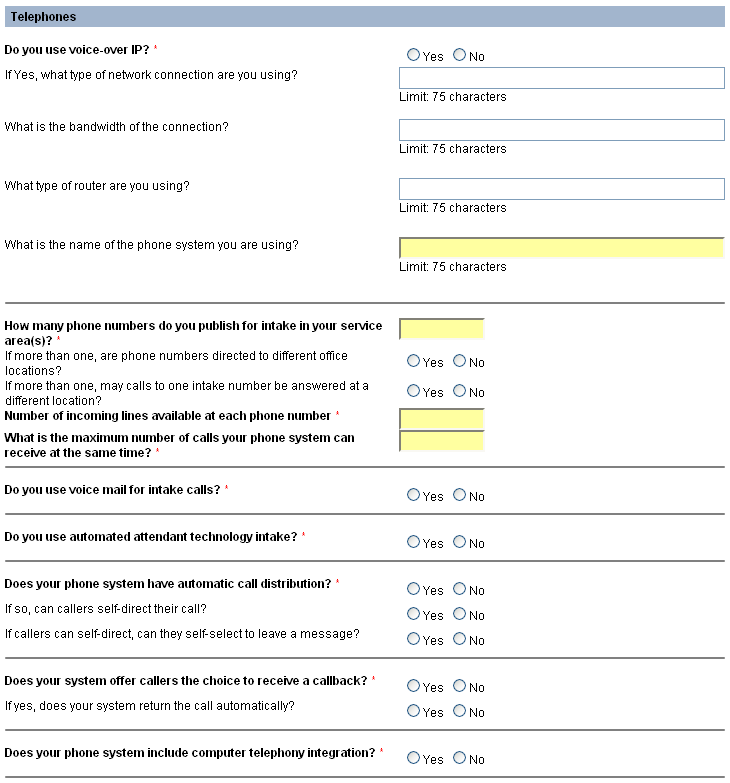 Telephones
Do you use voice-over IP? *
Yes No
If Yes, what type of network connection are you using?
Limit: 75 characters
What is the bandwidth of the connection?
Limit: 75 characters
What type of router are you using?
Limit: 75 characters
What is the name of the phone system you are using?
Limit: 75 characters
How many phone numbers do you publish for intake in your service
area(s)? *
If more than one, are phone numbers directed to different office
locations?
Yes No
If more than one, may calls to one intake number be answered at a
different location?
Yes No
Number of incoming lines available at each phone number *
What is the maximum number of calls your phone system can
receive at the same time? *
Do you use voice mail for intake calls? *
Yes No
Do you use automated attendant technology intake? *
Yes No
Does your phone system have automatic call distribution? *
Yes No
If so, can callers self-direct their call?
Yes No
If callers can self-direct, can they self-select to leave a message?
Yes No
Does your system offer callers the choice to receive a callback? *
Yes No
If yes, does your system return the call automatically?
Yes No
Does your phone system include computer telephony integration? *
Yes No